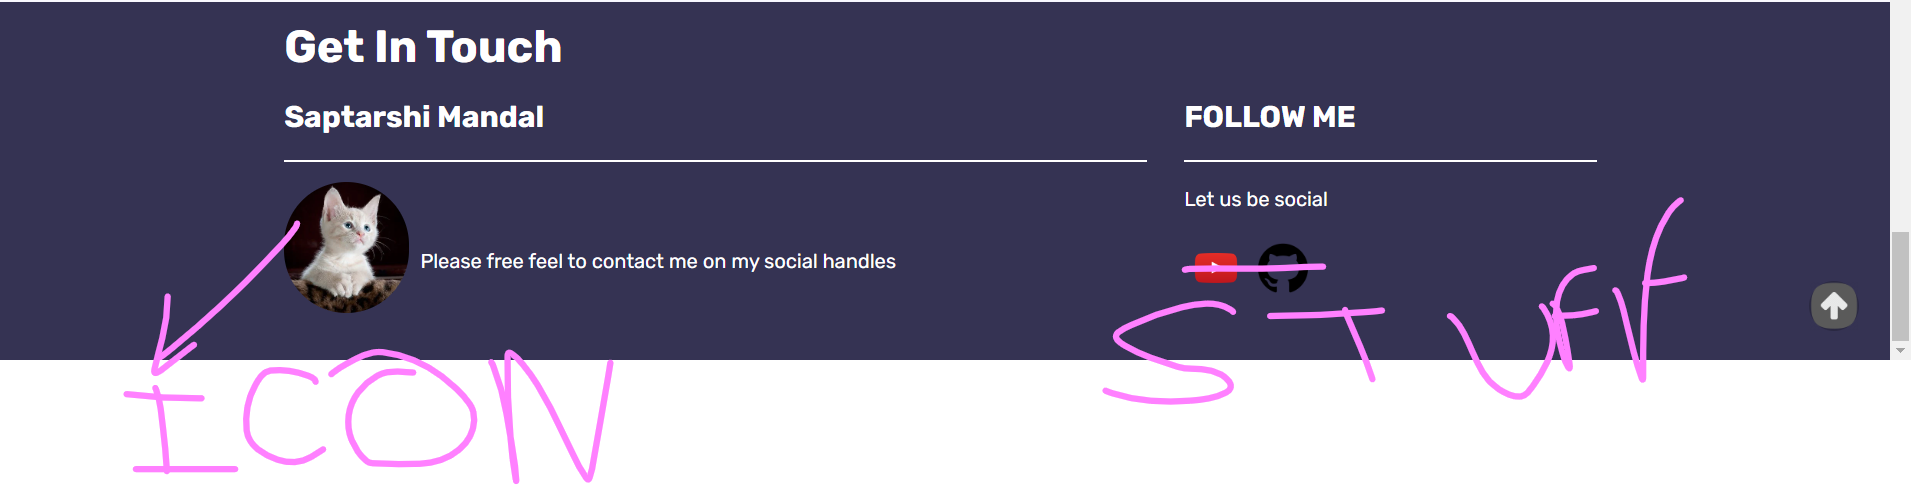 Get In Touch
Saptarshi Mandal
FOLLOW ME
Let us be social
Please free feel to contact me on my social handles
STUFF
ICON